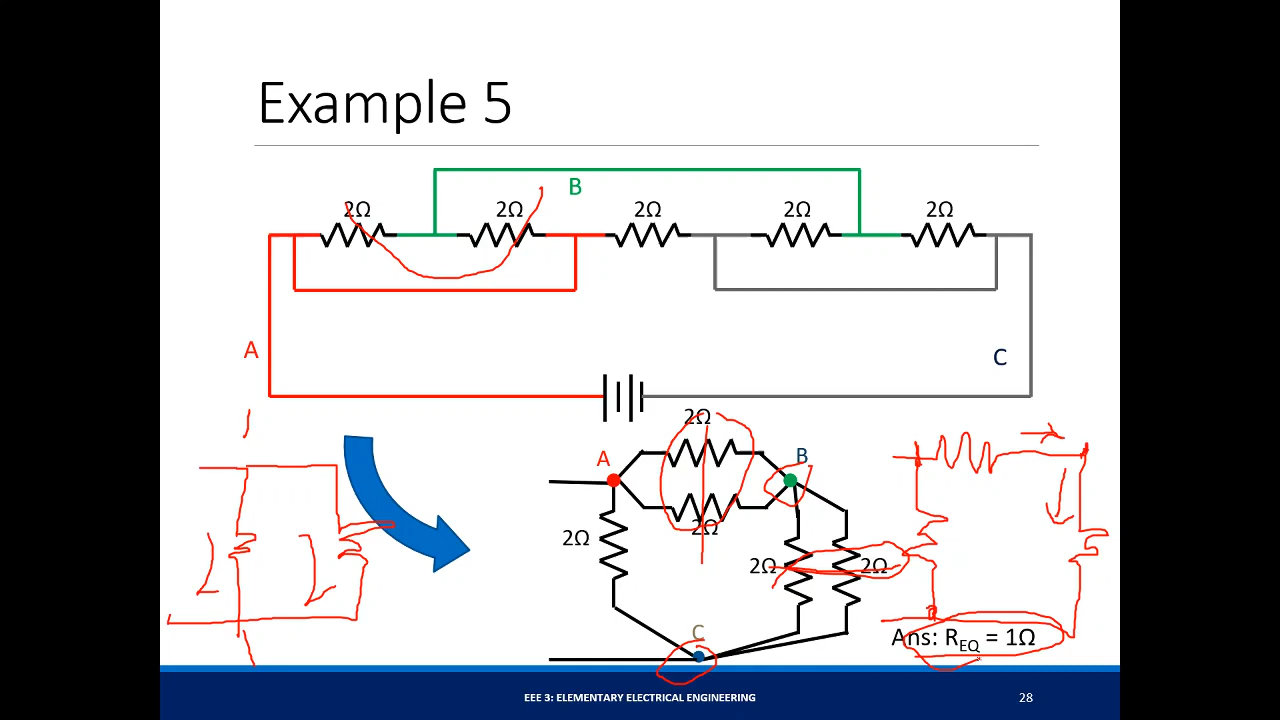 Example 5
B
2Ω 2Ω 2Ω 2Ω 2Ω
A
C
2Ω
A
B
2Ω
2Ω
2Ω 2Ω
C
Ans: R_EQ = 1Ω
EEE 3: ELEMENTARY ELECTRICAL ENGINEERING
28